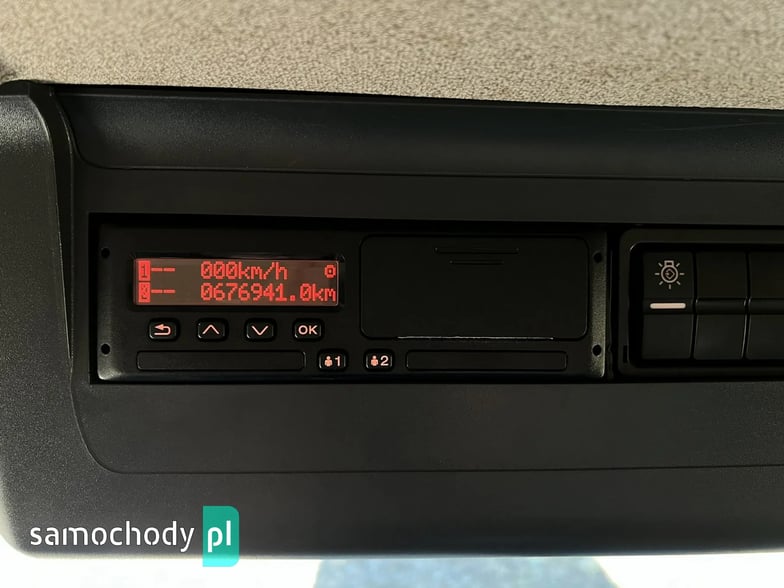 1-- 000km/h
2-- 0676941.0km
OK
1 2
samochody pl